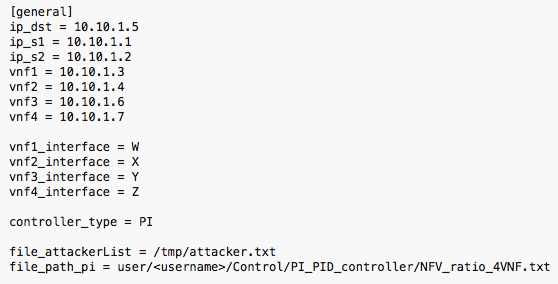 [general]
ip_dst = 10.10.1.5
ip_s1 = 10.10.1.1
ip_s2 = 10.10.1.2
vnf1 = 10.10.1.3
vnf2 = 10.10.1.4
vnf3 = 10.10.1.6
vnf4 = 10.10.1.7
vnf1_interface = W
vnf2_interface = X
vnf3_interface = Y
vnf4_interface = Z
controller_type = PI
file_attackerList = /tmp/attacker.txt
file_path_pi = user/<username>/Control/PI_PID_controller/NFV_ratio_4VNF.txt